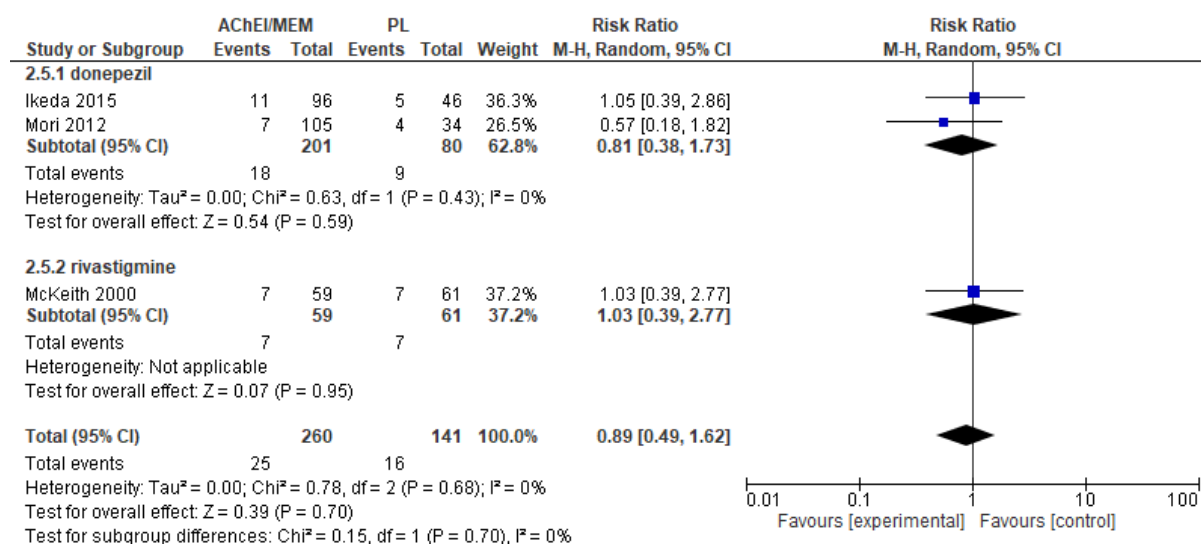 AChEI/MEM PL Risk Ratio Risk Ratio
Study or Subgroup Events Total Events Total Weight M-H, Random, 95% CI M-H, Random, 95% CI
2.5.1 donepezil
Ikeda 2015 11 96 5 46 36.3% 1.05 [0.39, 2.86]
Mori 2012 7 105 4 34 26.5% 0.57 [0.18, 1.82]
Subtotal (95% CI) 201 80 62.8% 0.81 [0.38, 1.73]
Total events 18 9
Heterogeneity: Tau² = 0.00; Chi² = 0.63, df = 1 (P = 0.43); I² = 0%
Test for overall effect: Z = 0.54 (P = 0.59)
2.5.2 rivastigmine
McKeith 2000 7 59 7 61 37.2% 1.03 [0.39, 2.77]
Subtotal (95% CI) 59 61 37.2% 1.03 [0.39, 2.77]
Total events 7 7
Heterogeneity: Not applicable
Test for overall effect: Z = 0.07 (P = 0.95)
Total (95% CI) 260 141 100.0% 0.89 [0.49, 1.62]
Total events 25 16
Heterogeneity: Tau² = 0.00; Chi² = 0.78, df = 2 (P = 0.68); I² = 0%
Test for overall effect: Z = 0.39 (P = 0.70)
Test for subgroup differences: Chi² = 0.15, df = 1 (P = 0.70), I² = 0%
0.01 0.1 1 10 100
Favours [experimental] Favours [control]